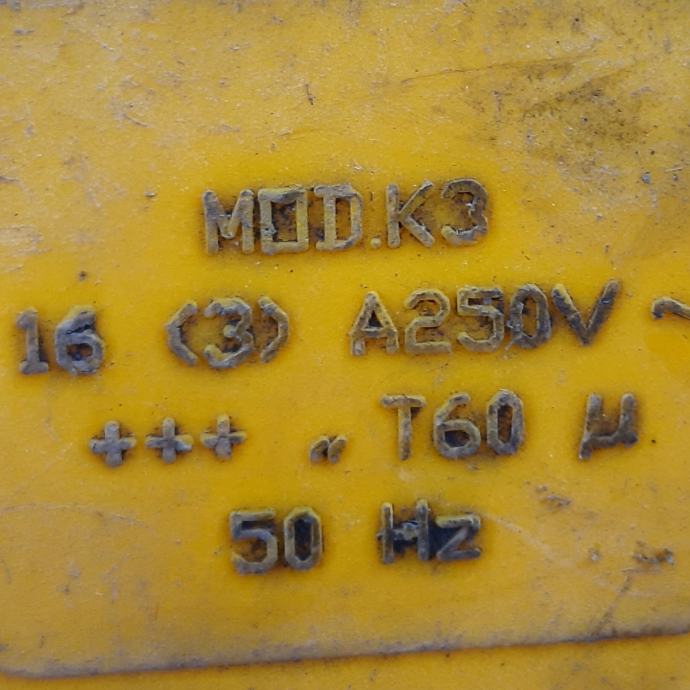 MOD.K3
16 (3) A250V ~
+++ „ T60 µ
50 Hz